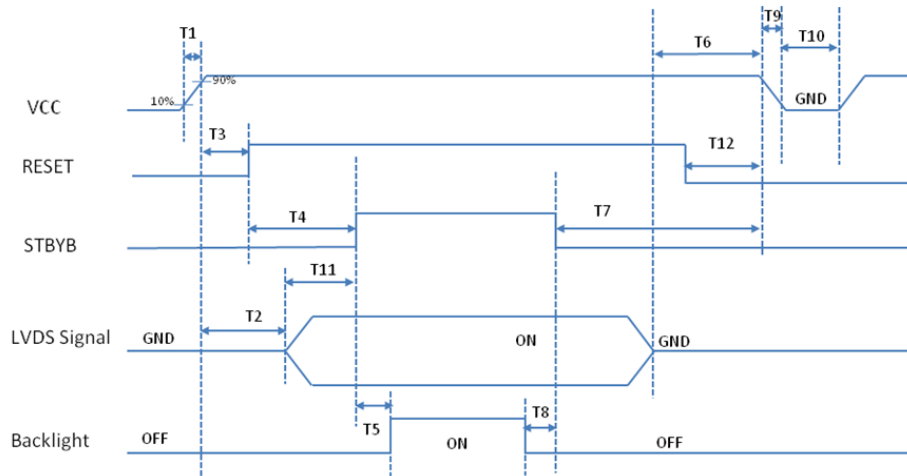 T1
T6
T9
T10
90%
10%
VCC
GND
T3
T12
RESET
T4
T7
STBYB
T11
T2
LVDS Signal
GND
ON
GND
T5
T8
Backlight
OFF
ON
OFF